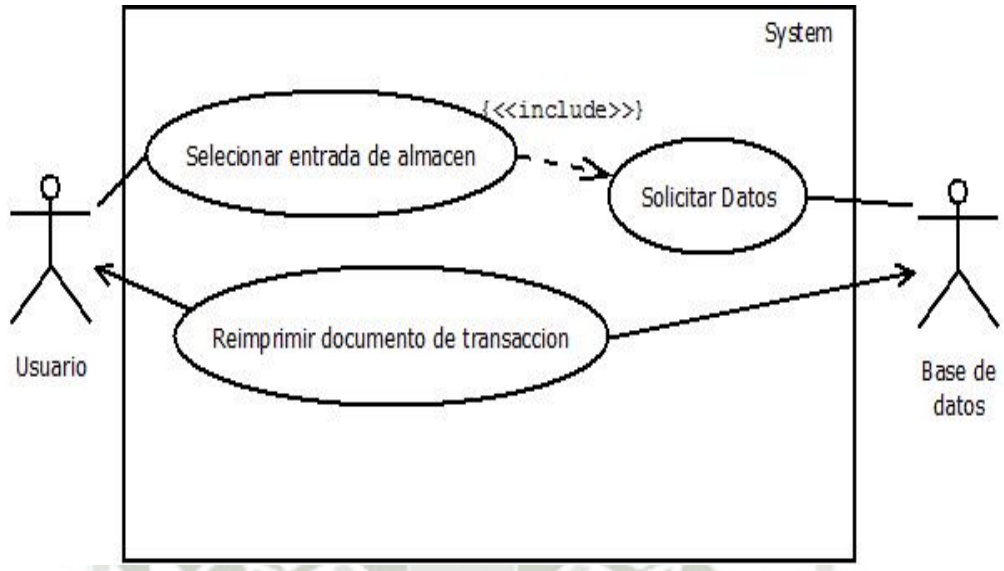 System
{<<include>>}
Selecionar entrada de almacen
Solicitar Datos
Reimprimir documento de transaccion
Usuario
Base de
datos